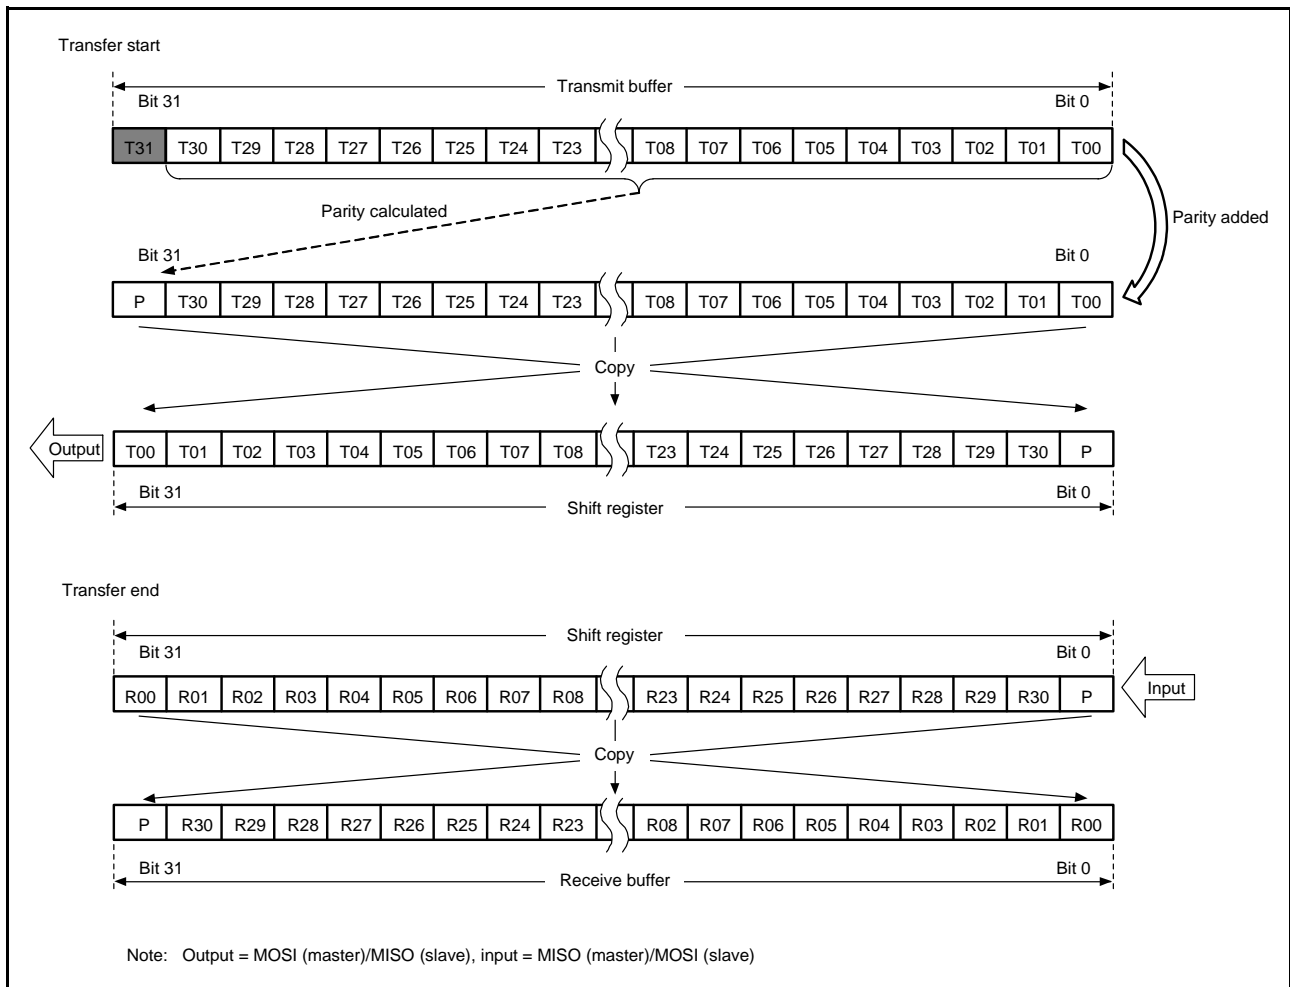 Transfer start
Transmit buffer
Bit 31 Bit 0
T31 T30 T29 T28 T27 T26 T25 T24 T23 T08 T07 T06 T05 T04 T03 T02 T01 T00
Parity calculated
Parity added
Bit 31 Bit 0
P T30 T29 T28 T27 T26 T25 T24 T23 T08 T07 T06 T05 T04 T03 T02 T01 T00
Copy
Output T00 T01 T02 T03 T04 T05 T06 T07 T08 T23 T24 T25 T26 T27 T28 T29 T30 P
Bit 31 Bit 0
Shift register
Transfer end
Shift register
Bit 31 Bit 0
R00 R01 R02 R03 R04 R05 R06 R07 R08 R23 R24 R25 R26 R27 R28 R29 R30 P Input
Copy
P R30 R29 R28 R27 R26 R25 R24 R23 R08 R07 R06 R05 R04 R03 R02 R01 R00
Bit 31 Bit 0
Receive buffer
Note: Output = MOSI (master)/MISO (slave), input = MISO (master)/MOSI (slave)